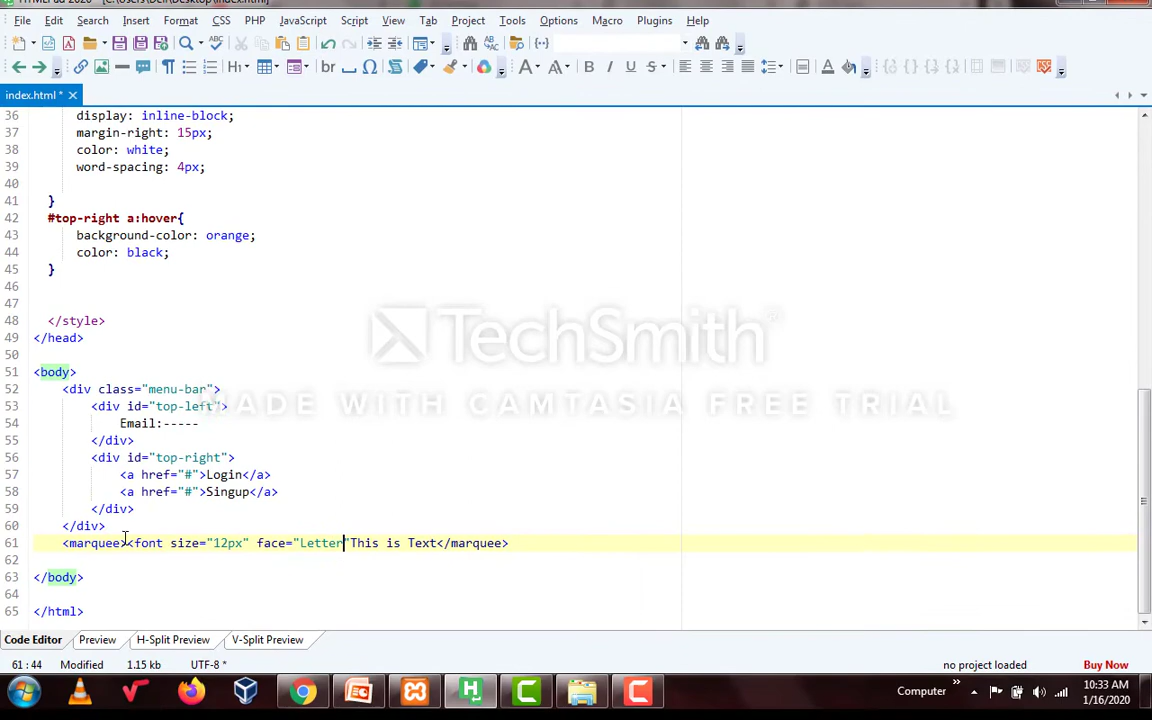 File Edit Search Insert Format CSS PHP JavaScript Script View Tab Project Tools Options Macro Plugins Help
index.html *
36 display: inline-block;
37 margin-right: 15px;
38 color: white;
39 word-spacing: 4px;
40
41 }
42 #top-right a:hover{
43 background-color: orange;
44 color: black;
45 }
46
47
48 </style>
49 </head>
50
51 <body>
52 <div class="menu-bar">
53 <div id="top-left">
54 Email:-----
55 </div>
56 <div id="top-right">
57 <a href="#">Login</a>
58 <a href="#">Singup</a>
59 </div>
60 </div>
61 <marquee><font size="12px" face="Letter"This is Text</marquee>
62
63 </body>
64
65 </html>
TechSmith
MADE WITH CAMTASIA FREE TRIAL
Code Editor Preview H-Split Preview V-Split Preview
61 : 44 Modified 1.15 kb UTF-8 * no project loaded Buy Now
Computer
10:33 AM
1/16/2020